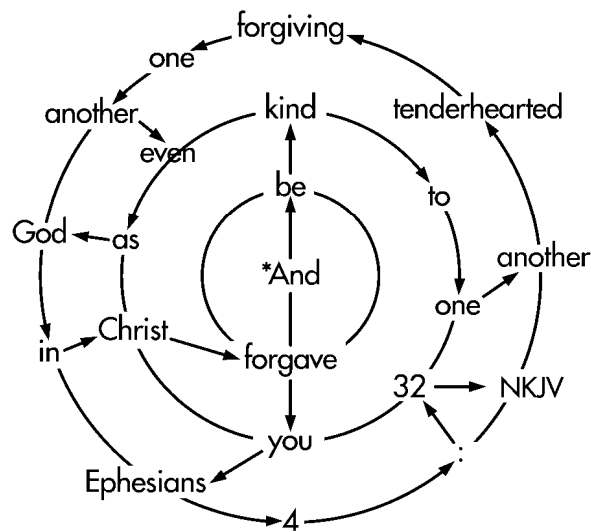 *And
be
kind
to
one
another
tenderhearted
forgiving
one
another
even
as
God
in
Christ
forgave
you
Ephesians
4
:
32
NKJV